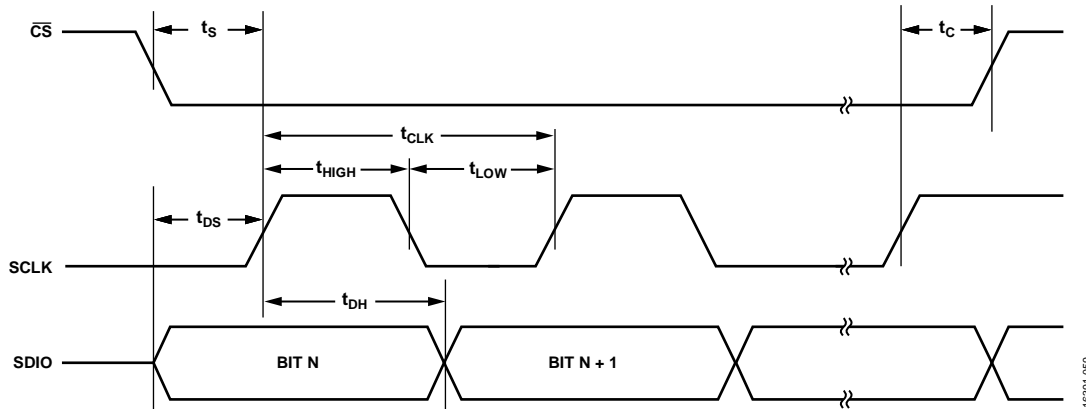 CS
tS
tC
tCLK
tHIGH
tLOW
tDS
SCLK
tDH
SDIO
BIT N
BIT N + 1